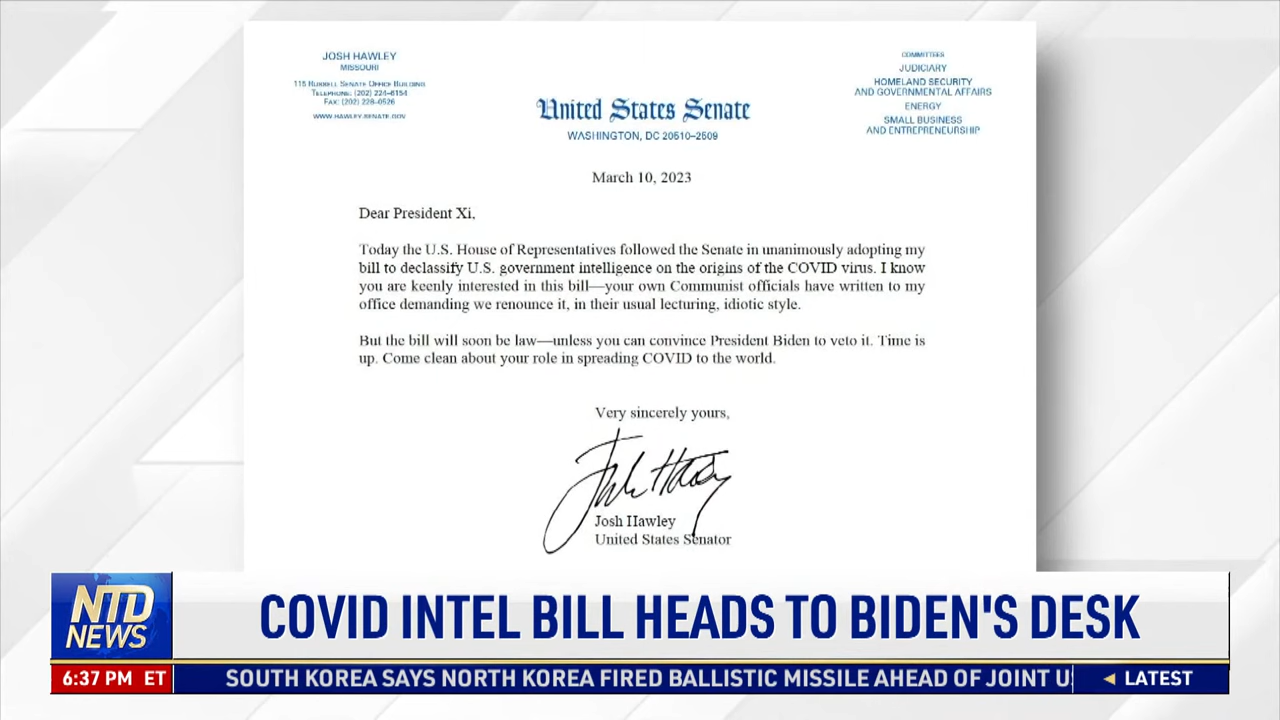 JOSH HAWLEY
MISSOURI
115 RUSSELL SENATE OFFICE BUILDING
TELEPHONE: (202) 224–6154
FAX: (202) 228–0526
WWW.HAWLEY.SENATE.GOV
United States Senate
WASHINGTON, DC 20510–2509
COMMITTEES
JUDICIARY
HOMELAND SECURITY
AND GOVERNMENTAL AFFAIRS
ENERGY
SMALL BUSINESS
AND ENTREPRENEURSHIP
March 10, 2023
Dear President Xi,
Today the U.S. House of Representatives followed the Senate in unanimously adopting my
bill to declassify U.S. government intelligence on the origins of the COVID virus. I know
you are keenly interested in this bill—your own Communist officials have written to my
office demanding we renounce it, in their usual lecturing, idiotic style.
But the bill will soon be law—unless you can convince President Biden to veto it. Time is
up. Come clean about your role in spreading COVID to the world.
Very sincerely yours,
Josh Hawley
Josh Hawley
United States Senator
NTD
NEWS
COVID INTEL BILL HEADS TO BIDEN'S DESK
6:37 PM ET
SOUTH KOREA SAYS NORTH KOREA FIRED BALLISTIC MISSILE AHEAD OF JOINT U
LATEST